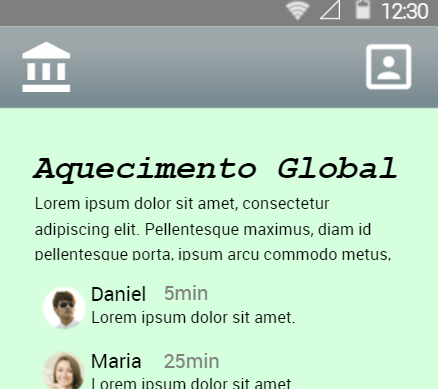 12:30
Aquecimento Global
Lorem ipsum dolor sit amet, consectetur
adipiscing elit. Pellentesque maximus, diam id
pellentesque porta, ipsum arcu commodo metus,
Daniel 5min
Lorem ipsum dolor sit amet.
Maria 25min
Lorem ipsum dolor sit amet